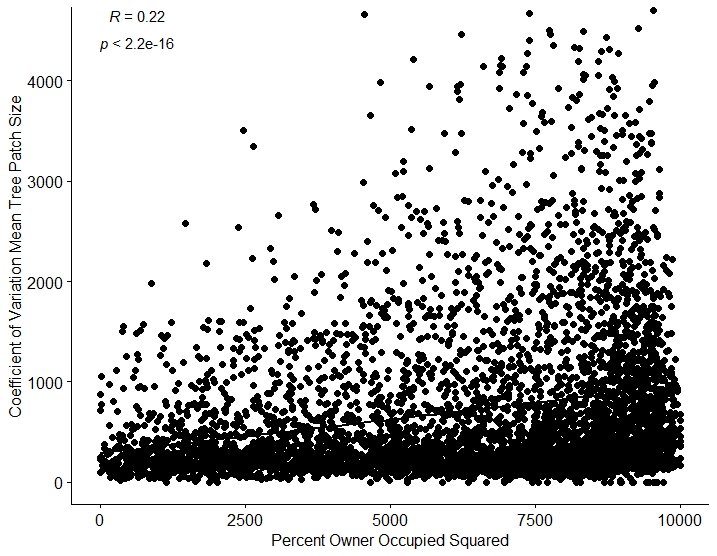 R = 0.22
p < 2.2e-16
4000
3000
2000
1000
0
Coefficient of Variation Mean Tree Patch Size
0
2500
5000
7500
10000
Percent Owner Occupied Squared